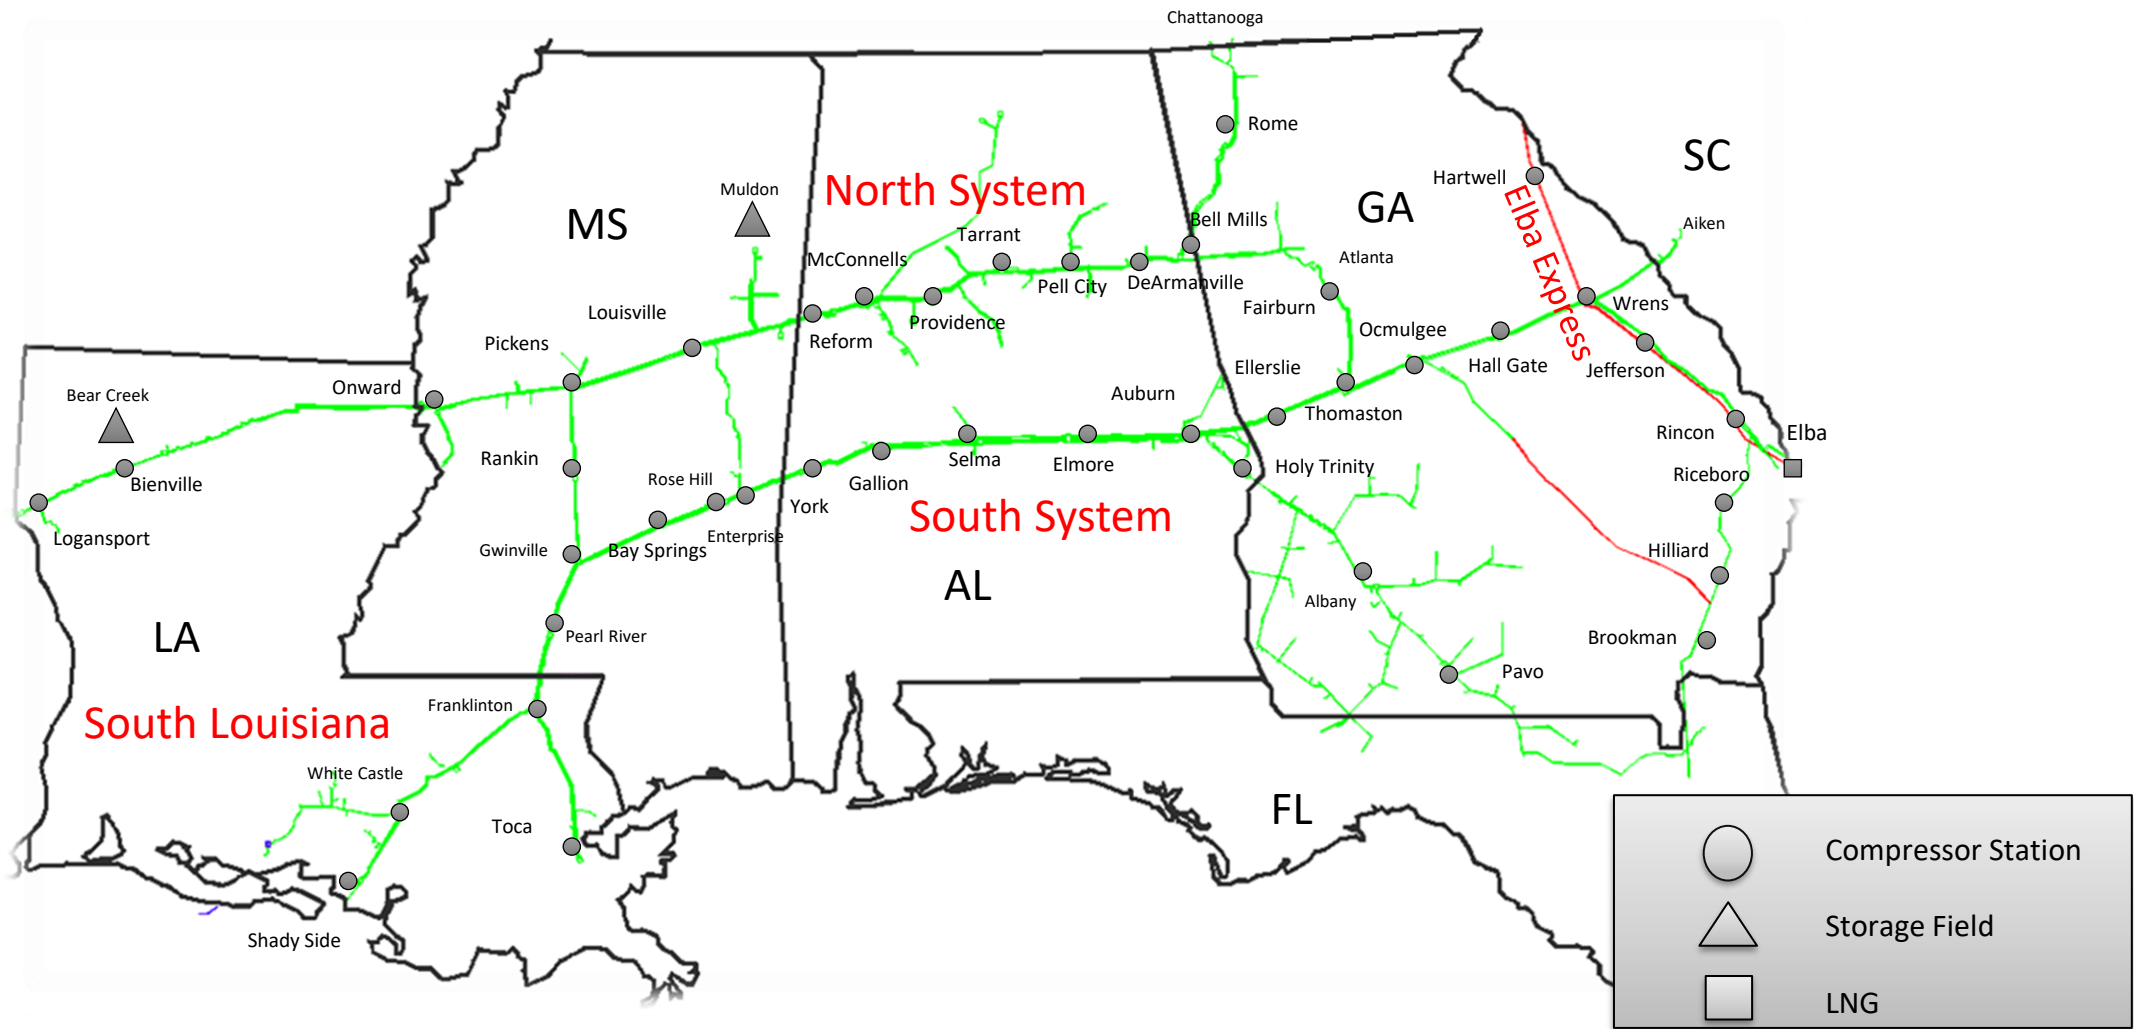 Chattanooga
Rome
SC
North System
Muldon
MS
Hartwell
GA
Elba Express
Aiken
Bell Mills
Tarrant
McConnells
Atlanta
Pell City
DeArmanville
Fairburn
Wrens
Louisville
Providence
Reform
Ocmulgee
Pickens
Hall Gate
Jefferson
Ellerslie
Onward
Auburn
Bear Creek
Thomaston
Rincon
Elba
Rankin
Selma
Elmore
Holy Trinity
Riceboro
Bienville
Rose Hill
Gallion
York
South System
Logansport
Enterprise
Gwinville
Bay Springs
Hilliard
AL
Albany
LA
Pearl River
Brookman
Pavo
Franklinton
South Louisiana
White Castle
Toca
FL
Shady Side
Compressor Station
Storage Field
LNG